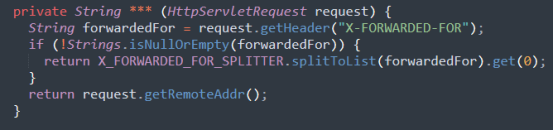 private String *** (HttpServletRequest request) {
String forwardedFor = request.getHeader("X-FORWARDED-FOR");
if (!Strings.isNullOrEmpty(forwardedFor)) {
return X_FORWARDED_FOR_SPLITTER.splitToList(forwardedFor).get(0);
}
return request.getRemoteAddr();
}